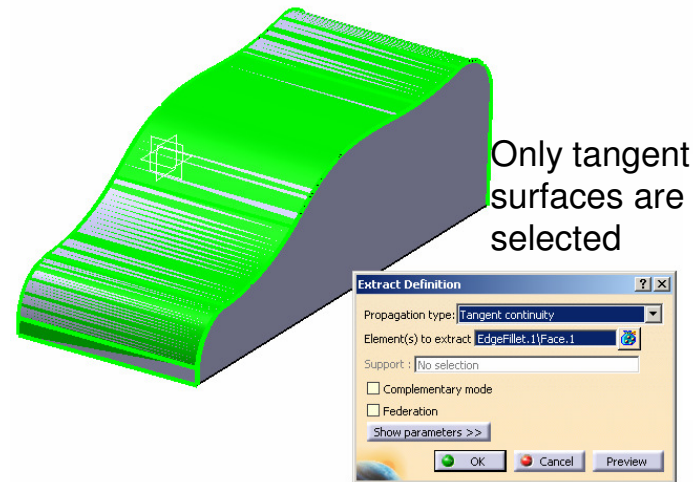 Only tangent
surfaces are
selected
Extract Definition
Propagation type: Tangent continuity
Element(s) to extract EdgeFillet.1\Face.1
Support : No selection
Complementary mode
Federation
Show parameters >>
OK Cancel Preview